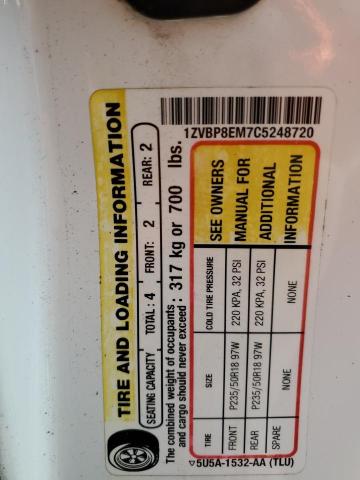 1ZVBP8EM7C5248720
TIRE AND LOADING INFORMATION
SEATING CAPACITY TOTAL: 4 FRONT: 2 REAR: 2
The combined weight of occupants
and cargo should never exceed: 317 kg or 700 lbs.
TIRE SIZE COLD TIRE PRESSURE SEE OWNERS
FRONT P235/50R18 97W 220 KPA, 32 PSI MANUAL FOR
REAR P235/50R18 97W 220 KPA, 32 PSI ADDITIONAL
SPARE NONE NONE INFORMATION
▽5U5A-1532-AA (TLU)